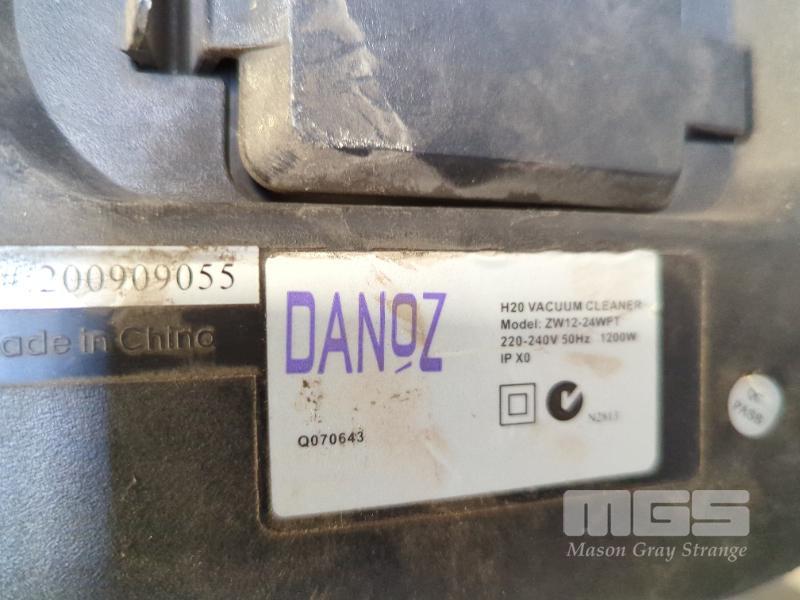 #200909055
ade in China
DANOZ
H20 VACUUM CLEANER
Model: ZW12-24WPT
220-240V 50Hz 1200W
IP X0
N2813
Q070643
QC
PASS
MGS
Mason Gray Strange